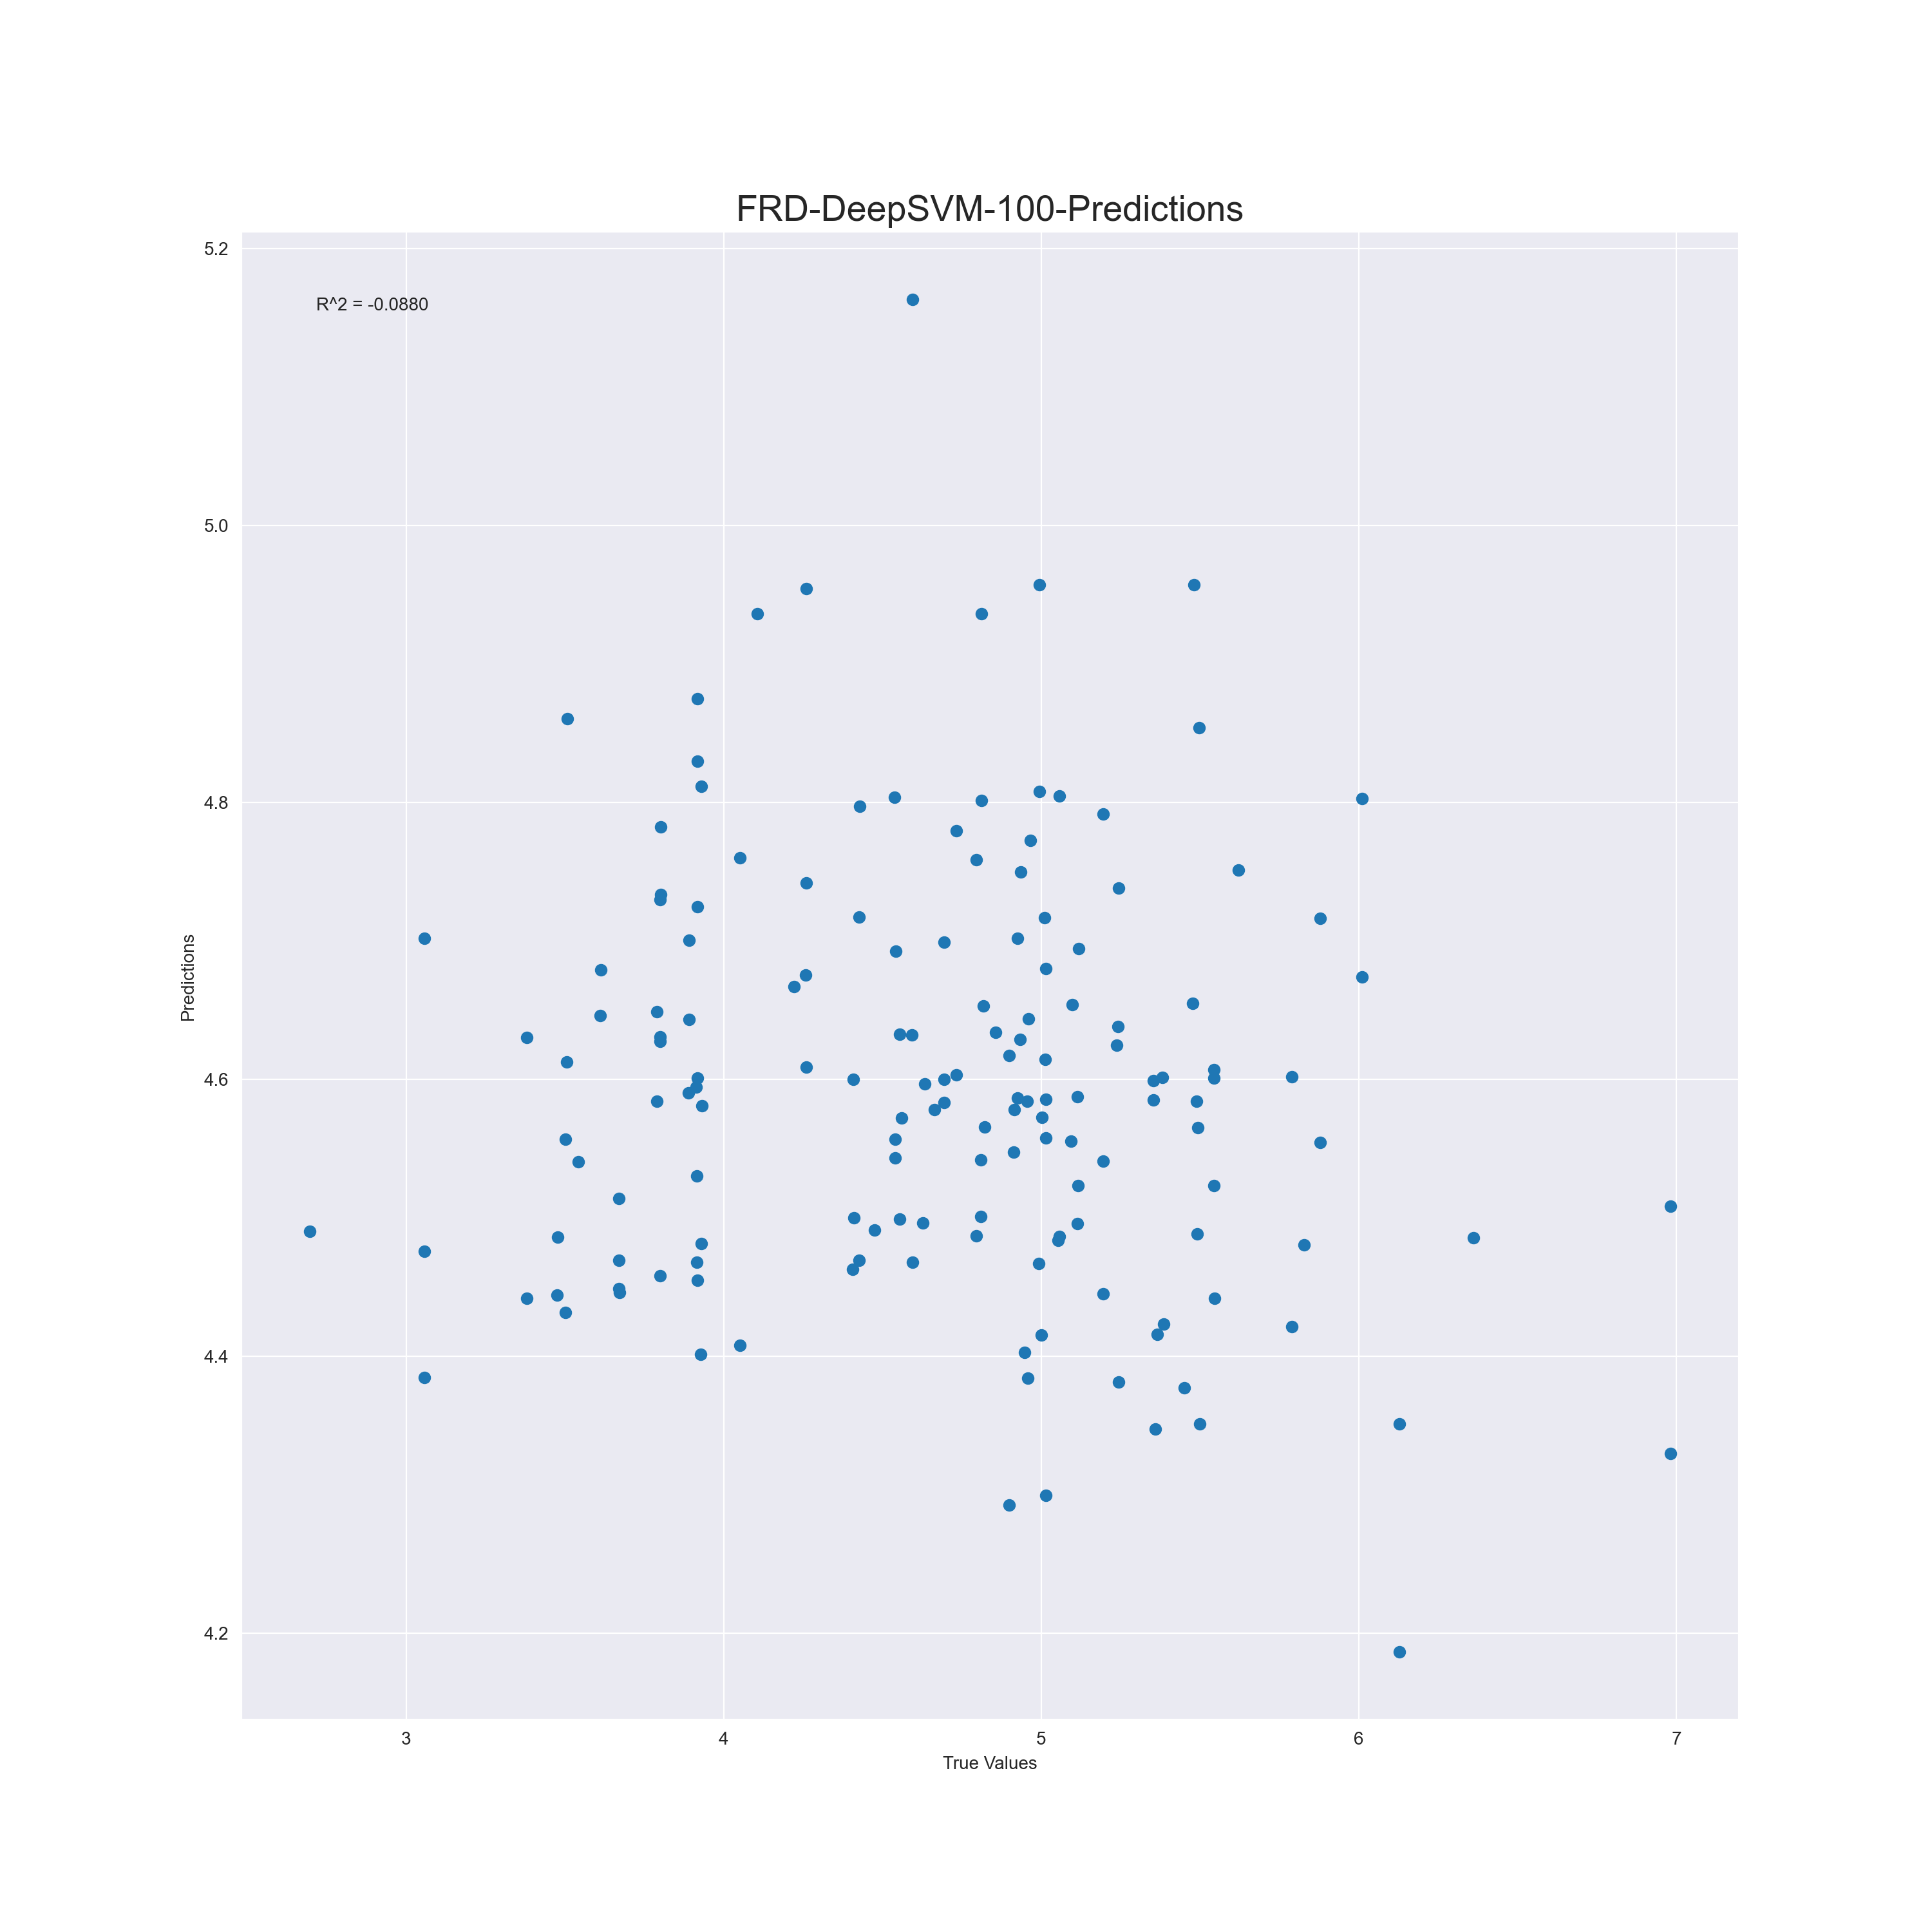 FRD-DeepSVM-100-Predictions
5.2
R^2 = -0.0880
5.0
4.8
Predictions
4.6
4.4
4.2
3 4 5 6 7
True Values